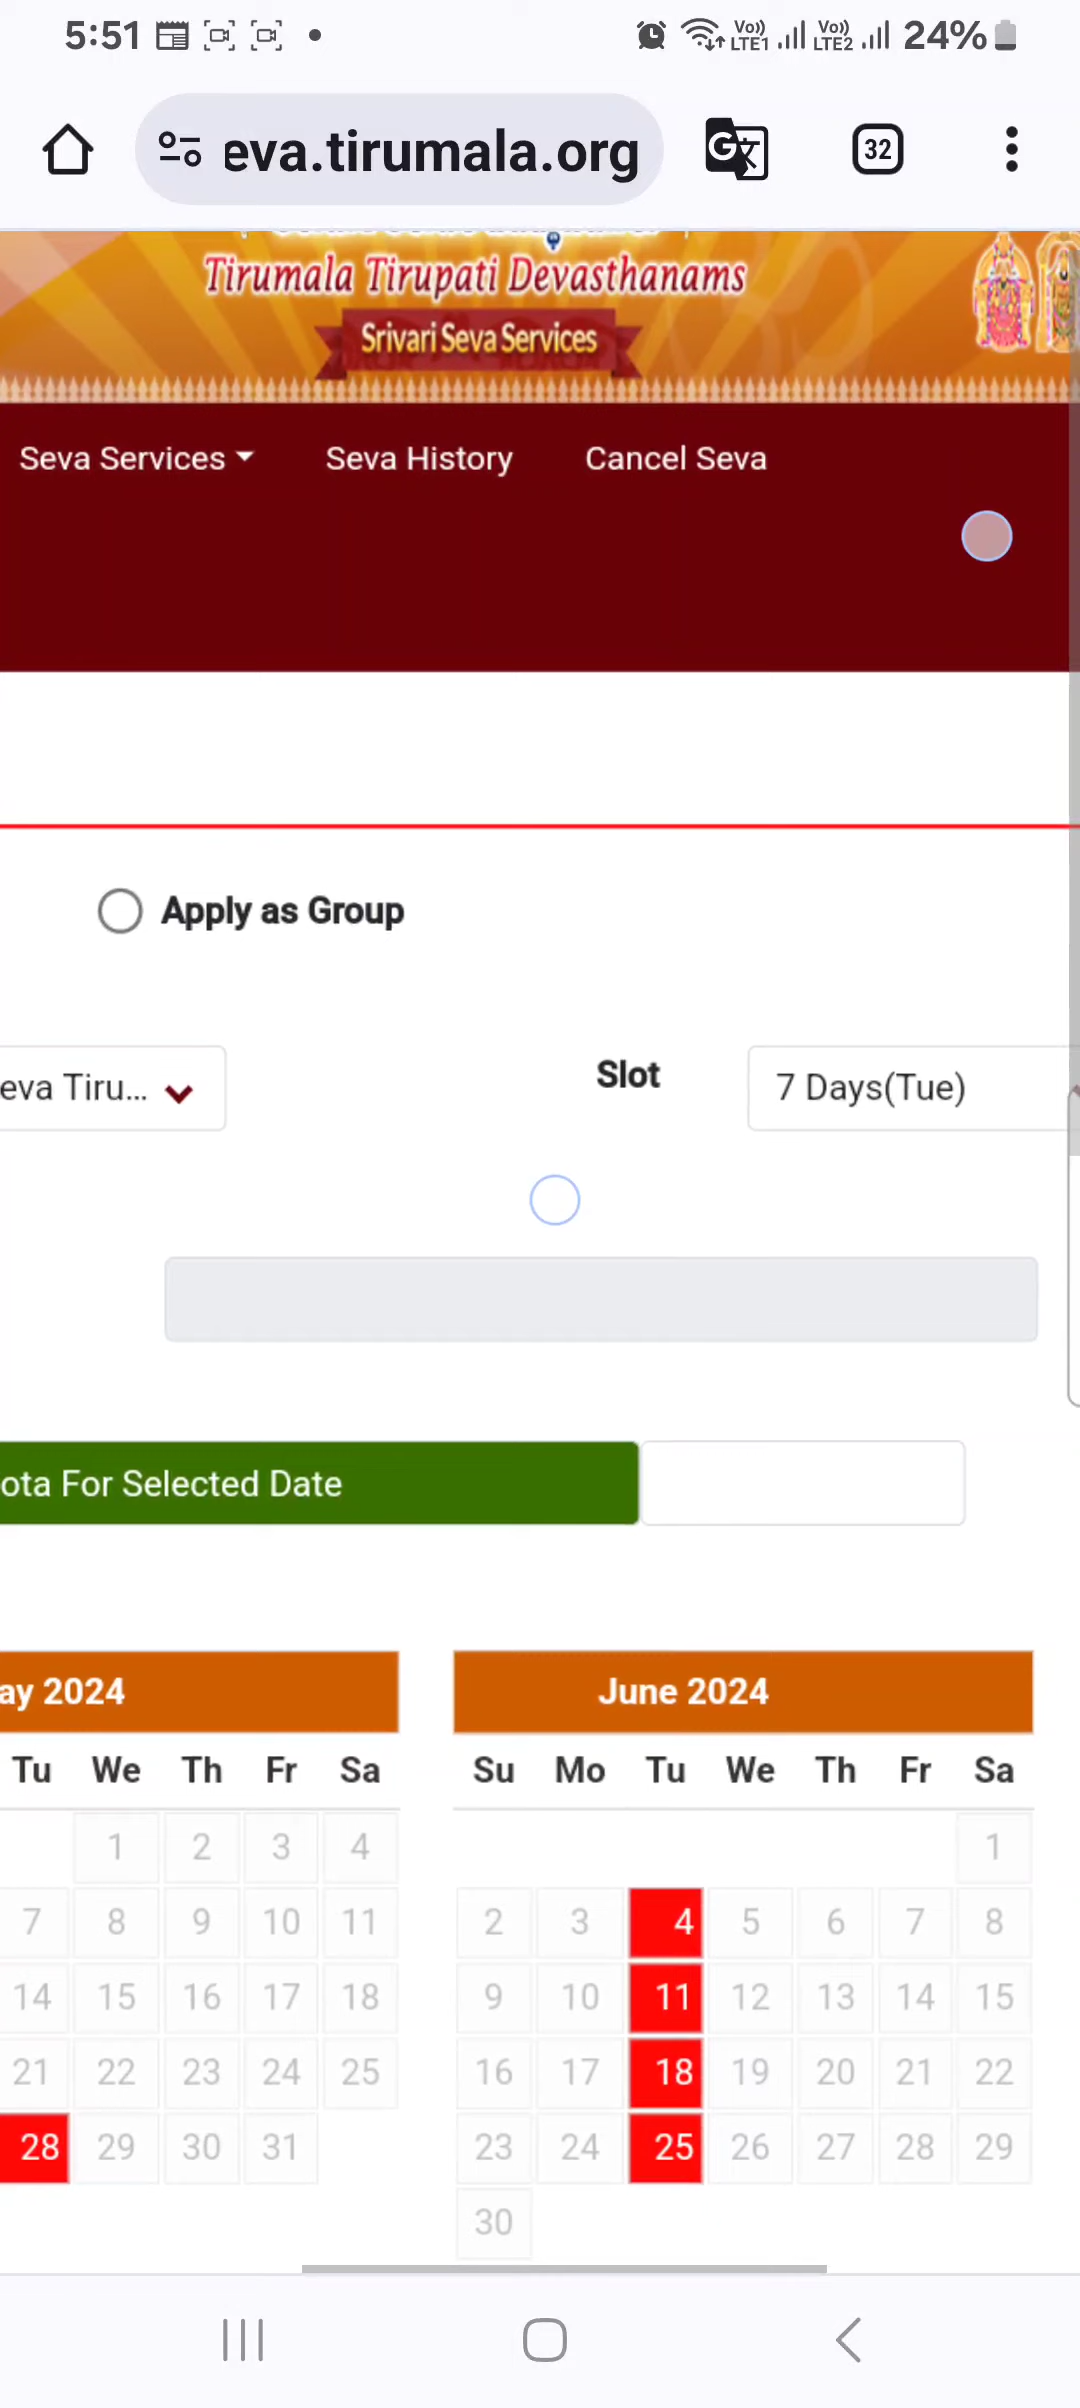 5:51 Vo)) LTE1 Vo)) LTE2 24%
eva.tirumala.org 32
Tirumala Tirupati Devasthanams
Srivari Seva Services
Seva Services Seva History Cancel Seva
Apply as Group
eva Tiru... Slot 7 Days(Tue)
ota For Selected Date
ay 2024
Tu We Th Fr Sa
1 2 3 4
7 8 9 10 11
14 15 16 17 18
21 22 23 24 25
28 29 30 31
June 2024
Su Mo Tu We Th Fr Sa
1
2 3 4 5 6 7 8
9 10 11 12 13 14 15
16 17 18 19 20 21 22
23 24 25 26 27 28 29
30